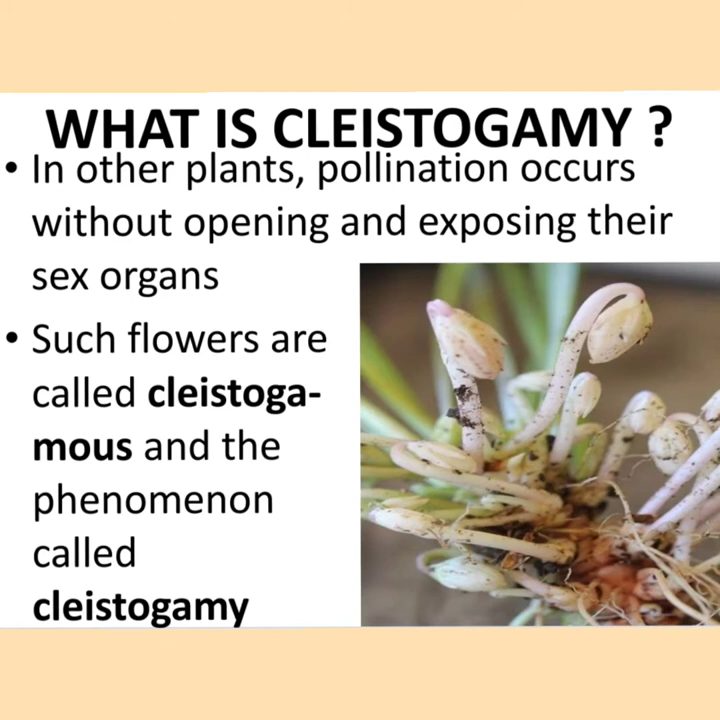 WHAT IS CLEISTOGAMY ?
• In other plants, pollination occurs
without opening and exposing their
sex organs
• Such flowers are
called cleistoga-
mous and the
phenomenon
called
cleistogamy